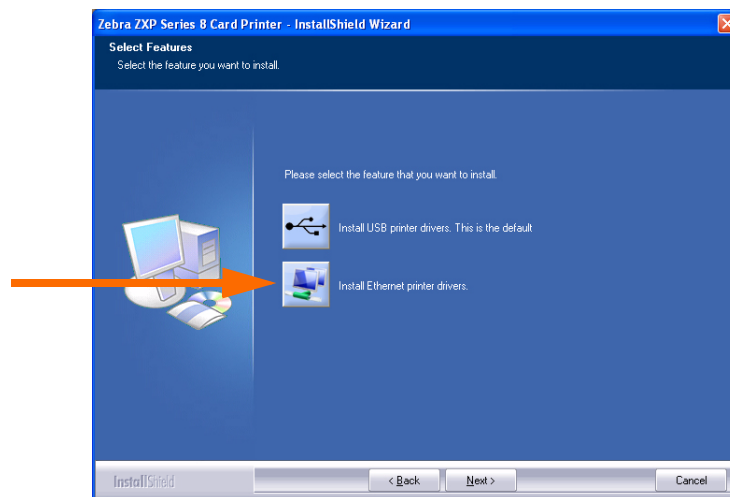 Zebra ZXP Series 8 Card Printer - InstallShield Wizard
Select Features
Select the feature you want to install.
Please select the feature that you want to install.
Install USB printer drivers. This is the default
Install Ethernet printer drivers.
InstallShield
< Back
Next >
Cancel